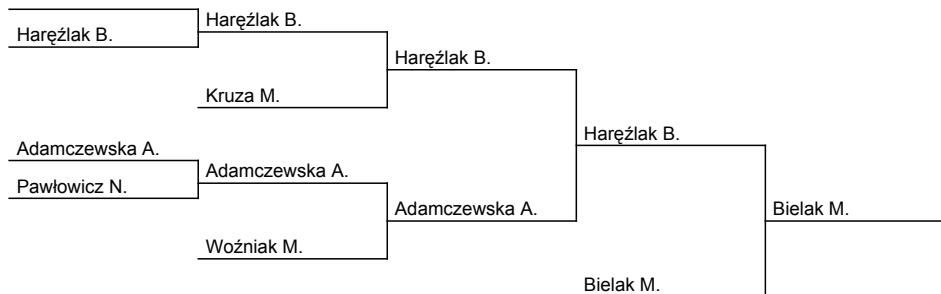 Haręźlak B.
Haręźlak B.
Haręźlak B.
Kruza M.
Haręźlak B.
Adamczewska A.
Adamczewska A.
Pawłowicz N.
Adamczewska A.
Bielak M.
Woźniak M.
Bielak M.